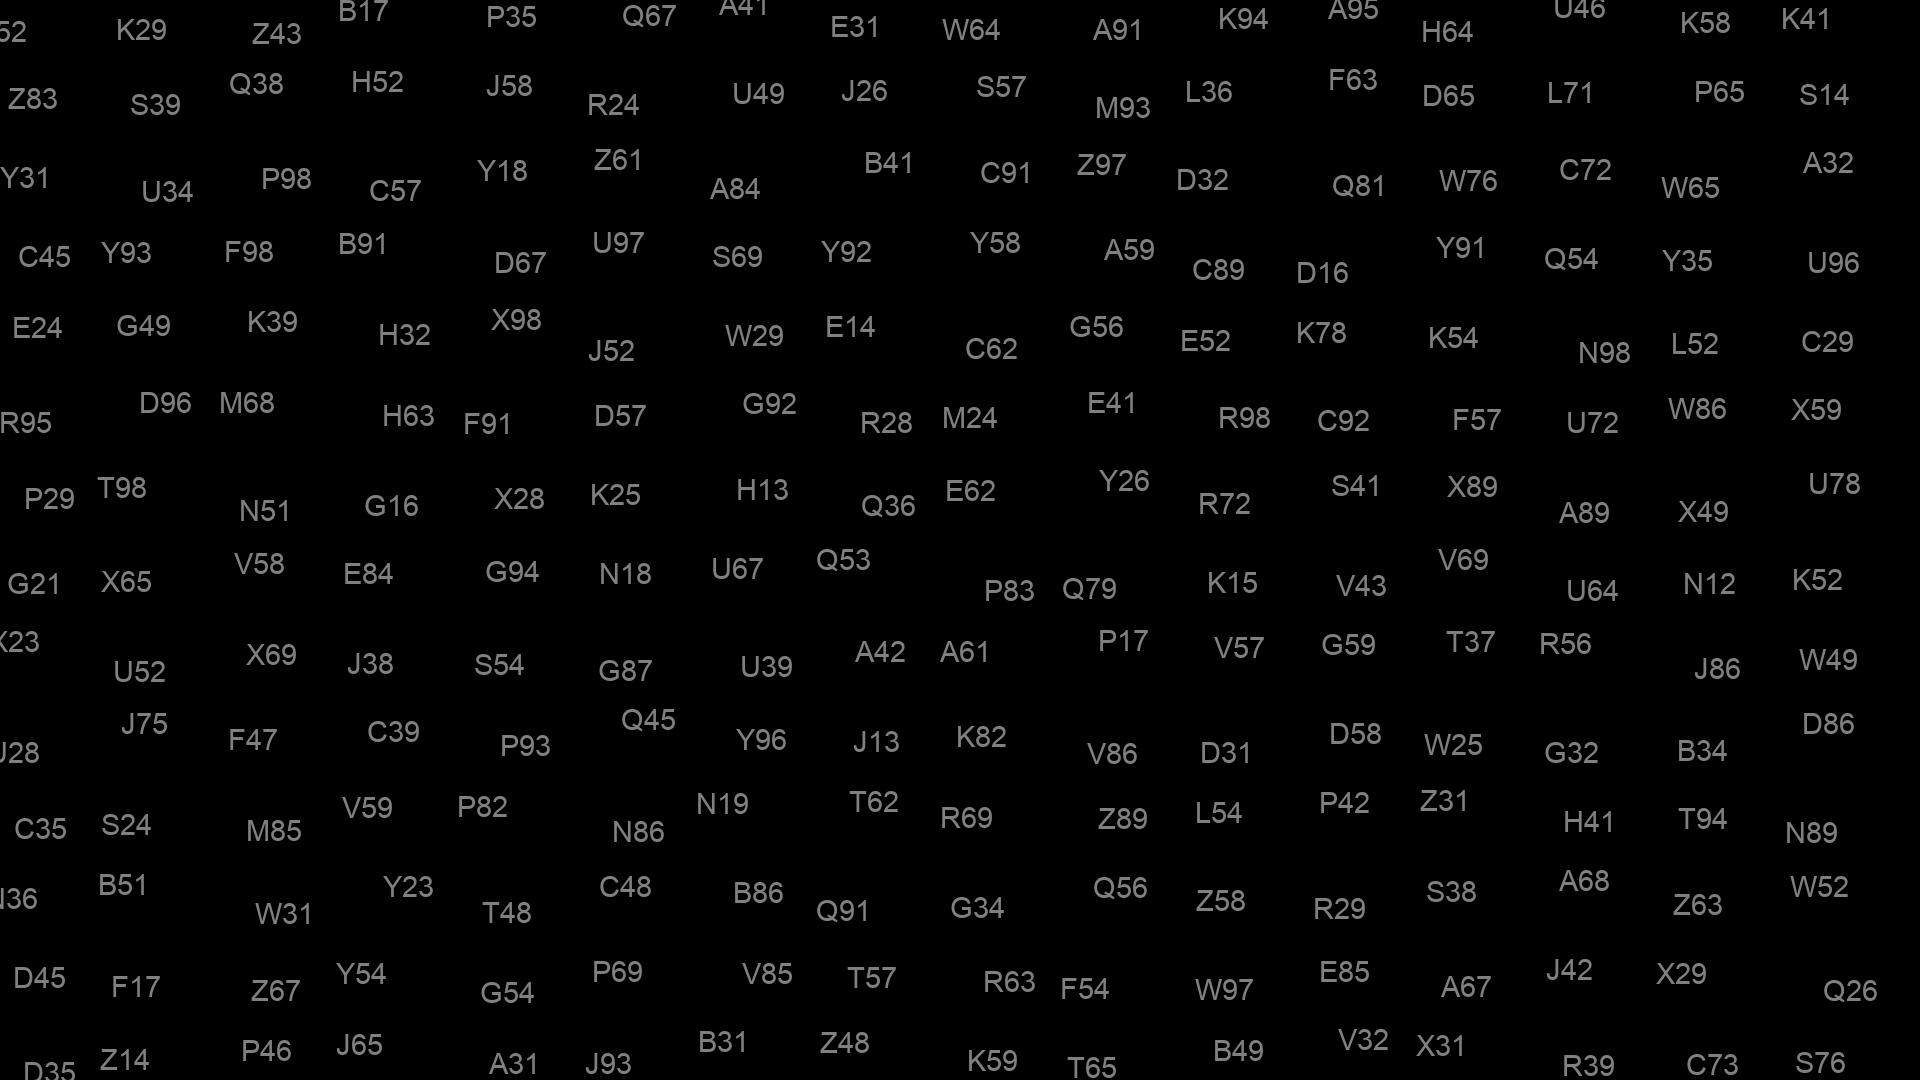 52 K29 Z43 B17 P35 Q67 A41 E31 W64 A91 K94 A95 H64 U46 K58 K41
Z83 S39 Q38 H52 J58 R24 U49 J26 S57 M93 L36 F63 D65 L71 P65 S14
Y31 U34 P98 C57 Y18 Z61 A84 B41 C91 Z97 D32 Q81 W76 C72 W65 A32
C45 Y93 F98 B91 D67 U97 S69 Y92 Y58 A59 C89 D16 Y91 Q54 Y35 U96
E24 G49 K39 H32 X98 J52 W29 E14 C62 G56 E52 K78 K54 N98 L52 C29
R95 D96 M68 H63 F91 D57 G92 R28 M24 E41 R98 C92 F57 U72 W86 X59
P29 T98 N51 G16 X28 K25 H13 Q36 E62 Y26 R72 S41 X89 A89 X49 U78
G21 X65 V58 E84 G94 N18 U67 Q53 P83 Q79 K15 V43 V69 U64 N12 K52
23 U52 X69 J38 S54 G87 U39 A42 A61 P17 V57 G59 T37 R56 J86 W49
28 J75 F47 C39 P93 Q45 Y96 J13 K82 V86 D31 D58 W25 G32 B34 D86
C35 S24 M85 V59 P82 N86 N19 T62 R69 Z89 L54 P42 Z31 H41 T94 N89
36 B51 W31 Y23 T48 C48 B86 Q91 G34 Q56 Z58 R29 S38 A68 Z63 W52
D45 F17 Z67 Y54 G54 P69 V85 T57 R63 F54 W97 E85 A67 J42 X29 Q26
D35 Z14 P46 J65 A31 J93 B31 Z48 K59 T65 B49 V32 X31 R39 C73 S76